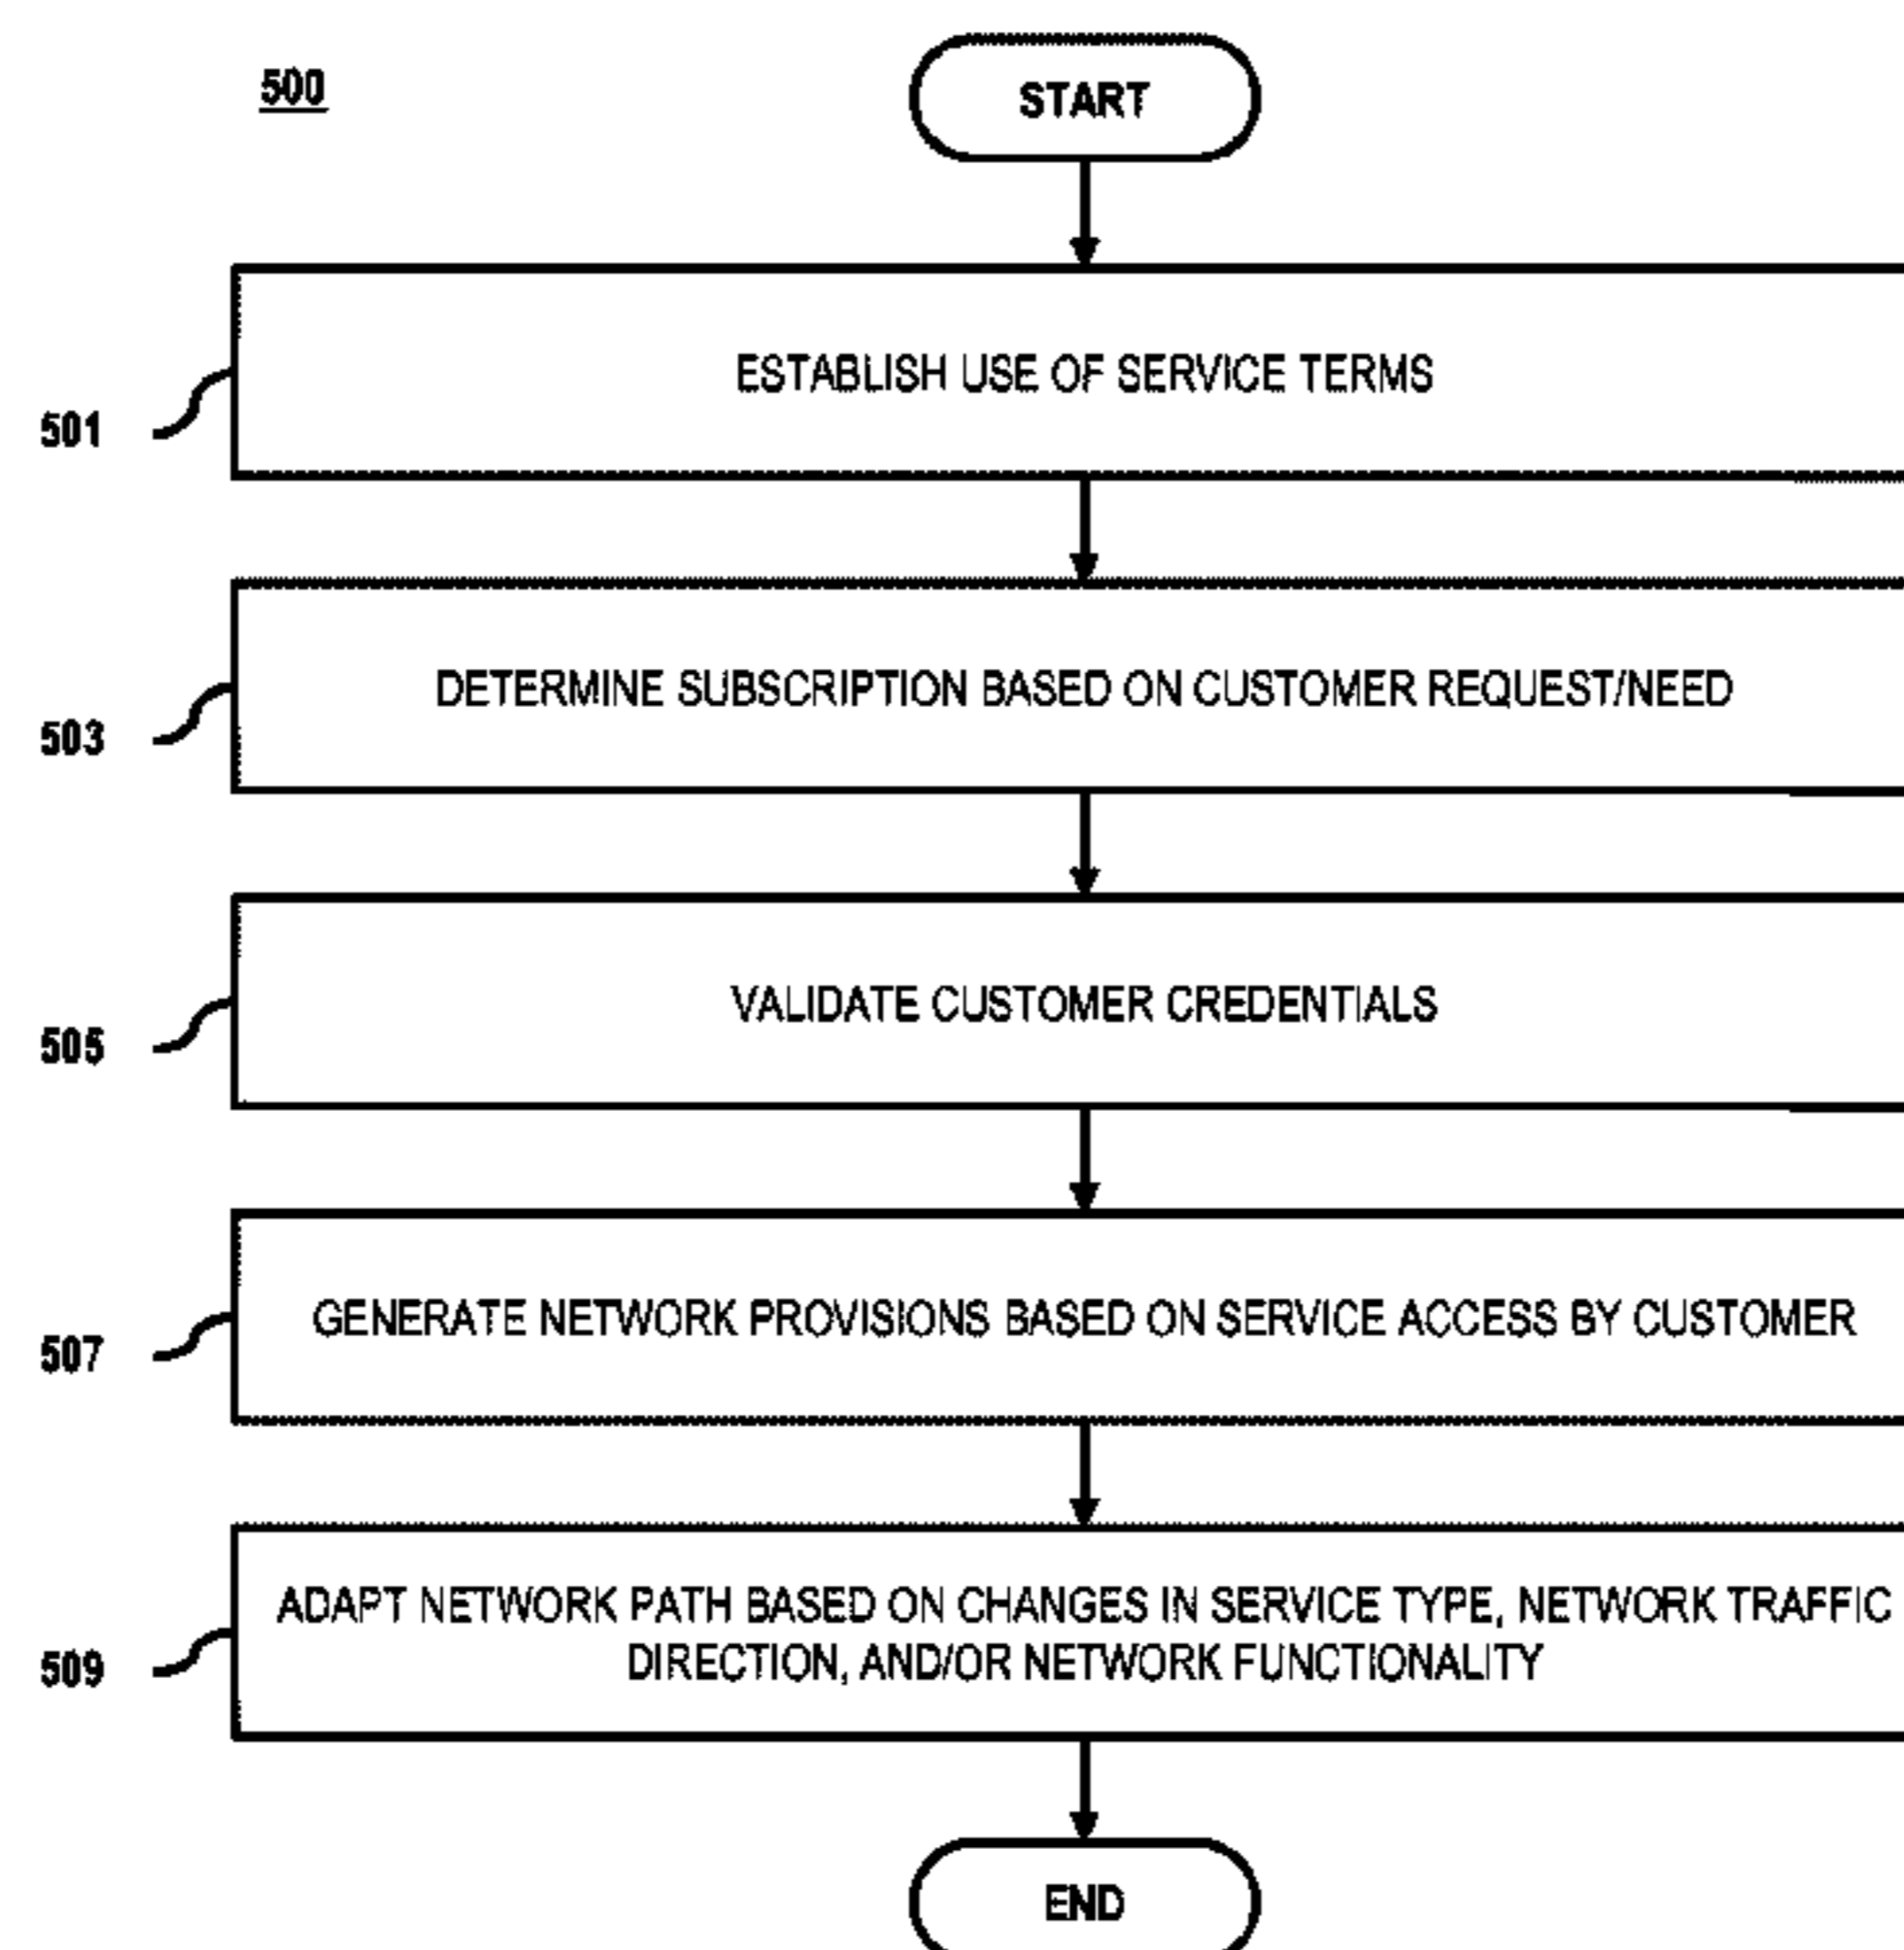 500
START
ESTABLISH USE OF SERVICE TERMS
501
DETERMINE SUBSCRIPTION BASED ON CUSTOMER REQUEST/NEED
503
VALIDATE CUSTOMER CREDENTIALS
505
GENERATE NETWORK PROVISIONS BASED ON SERVICE ACCESS BY CUSTOMER
507
ADAPT NETWORK PATH BASED ON CHANGES IN SERVICE TYPE, NETWORK TRAFFIC
DIRECTION, AND/OR NETWORK FUNCTIONALITY
509
END